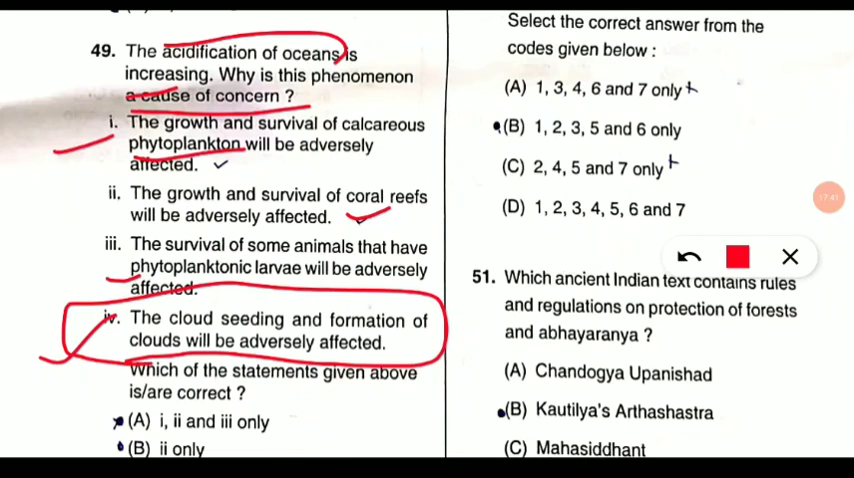 49. The acidification of oceans is
increasing. Why is this phenomenon
a cause of concern ?
i. The growth and survival of calcareous
phytoplankton will be adversely
affected.
ii. The growth and survival of coral reefs
will be adversely affected.
iii. The survival of some animals that have
phytoplanktonic larvae will be adversely
affected.
iv. The cloud seeding and formation of
clouds will be adversely affected.
Which of the statements given above
is/are correct ?
(A) i, ii and iii only
(B) ii only
Select the correct answer from the
codes given below :
(A) 1, 3, 4, 6 and 7 only
(B) 1, 2, 3, 5 and 6 only
(C) 2, 4, 5 and 7 only
(D) 1, 2, 3, 4, 5, 6 and 7
17:41
51. Which ancient Indian text contains rules
and regulations on protection of forests
and abhayaranya ?
(A) Chandogya Upanishad
(B) Kautilya's Arthashastra
(C) Mahasiddhant